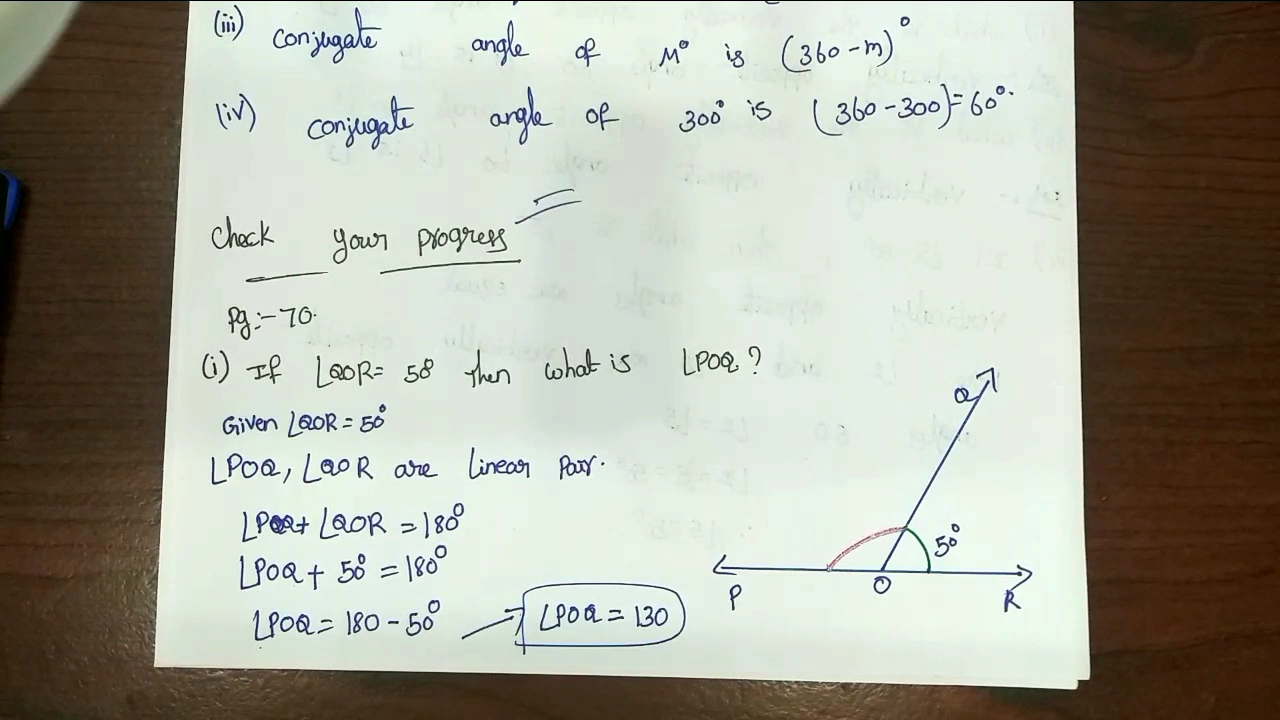 (iii) conjugate angle of M° is (360-m)°
(iv) conjugate angle of 300° is (360-300)=60°.
Check your progress
Pg:-70.
(i) If ∠QOR= 50° then what is ∠POQ?
Given ∠QOR=50°
∠POQ, ∠QOR are Linear Pair.
∠POQ+ ∠QOR = 180°
∠POQ + 50° = 180°
∠POQ = 180 - 50° → ∠POQ = 130
Q
50°
P O R